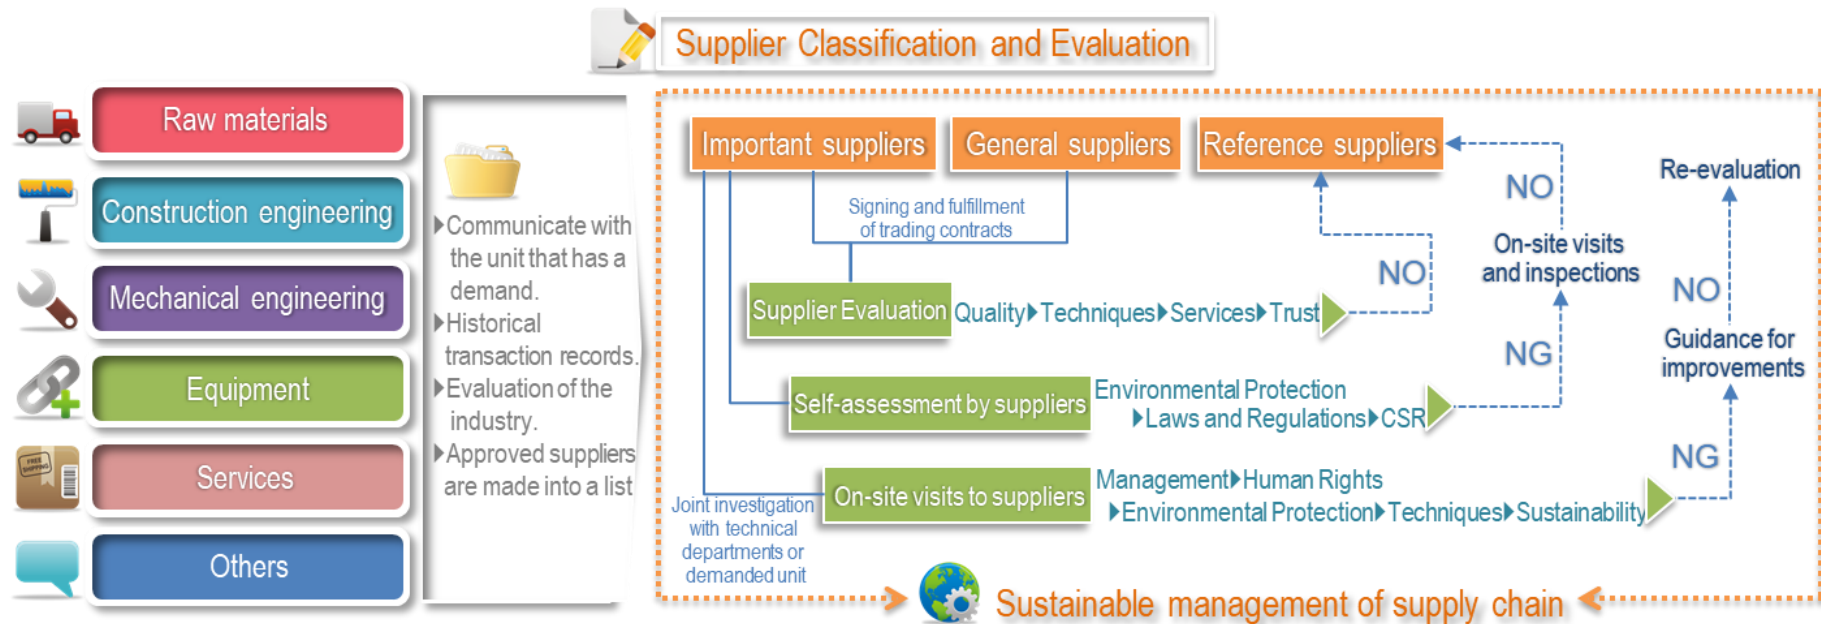 Supplier Classification and Evaluation
Raw materials
Construction engineering
Mechanical engineering
Equipment
FREE
SHIPPING
Services
Others
Communicate with
the unit that has a
demand.
Historical
transaction records.
Evaluation of the
industry.
Approved suppliers
are made into a list
Important suppliers
General suppliers
Reference suppliers
Signing and fulfillment
of trading contracts
Supplier Evaluation
Quality Techniques Services Trust
NO
Self-assessment by suppliers
Environmental Protection
Laws and Regulations CSR
NO
On-site visits
and inspections
NG
On-site visits to suppliers
Management Human Rights
Environmental Protection Techniques Sustainability
Joint investigation
with technical
departments or
demanded unit
Re-evaluation
NO
Guidance for
improvements
NG
Sustainable management of supply chain